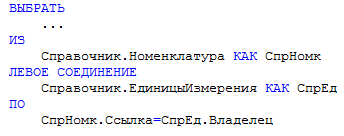 ВЫБРАТЬ
...
ИЗ
Справочник.Номенклатура КАК СпрНомк
ЛЕВОЕ СОЕДИНЕНИЕ
Справочник.ЕдиницыИзмерения КАК СпрЕд
ПО
СпрНомк.Ссылка=СпрЕд.Владелец